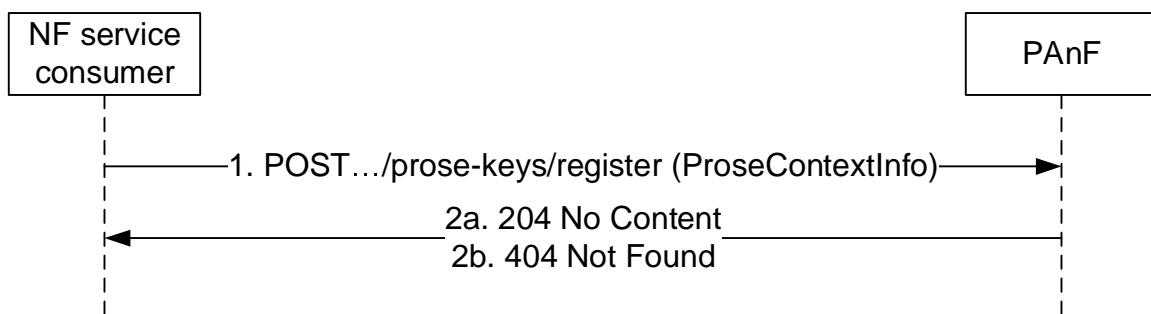 NF service
consumer
PAnF
1. POST…/prose-keys/register (ProseContextInfo)
2a. 204 No Content
2b. 404 Not Found